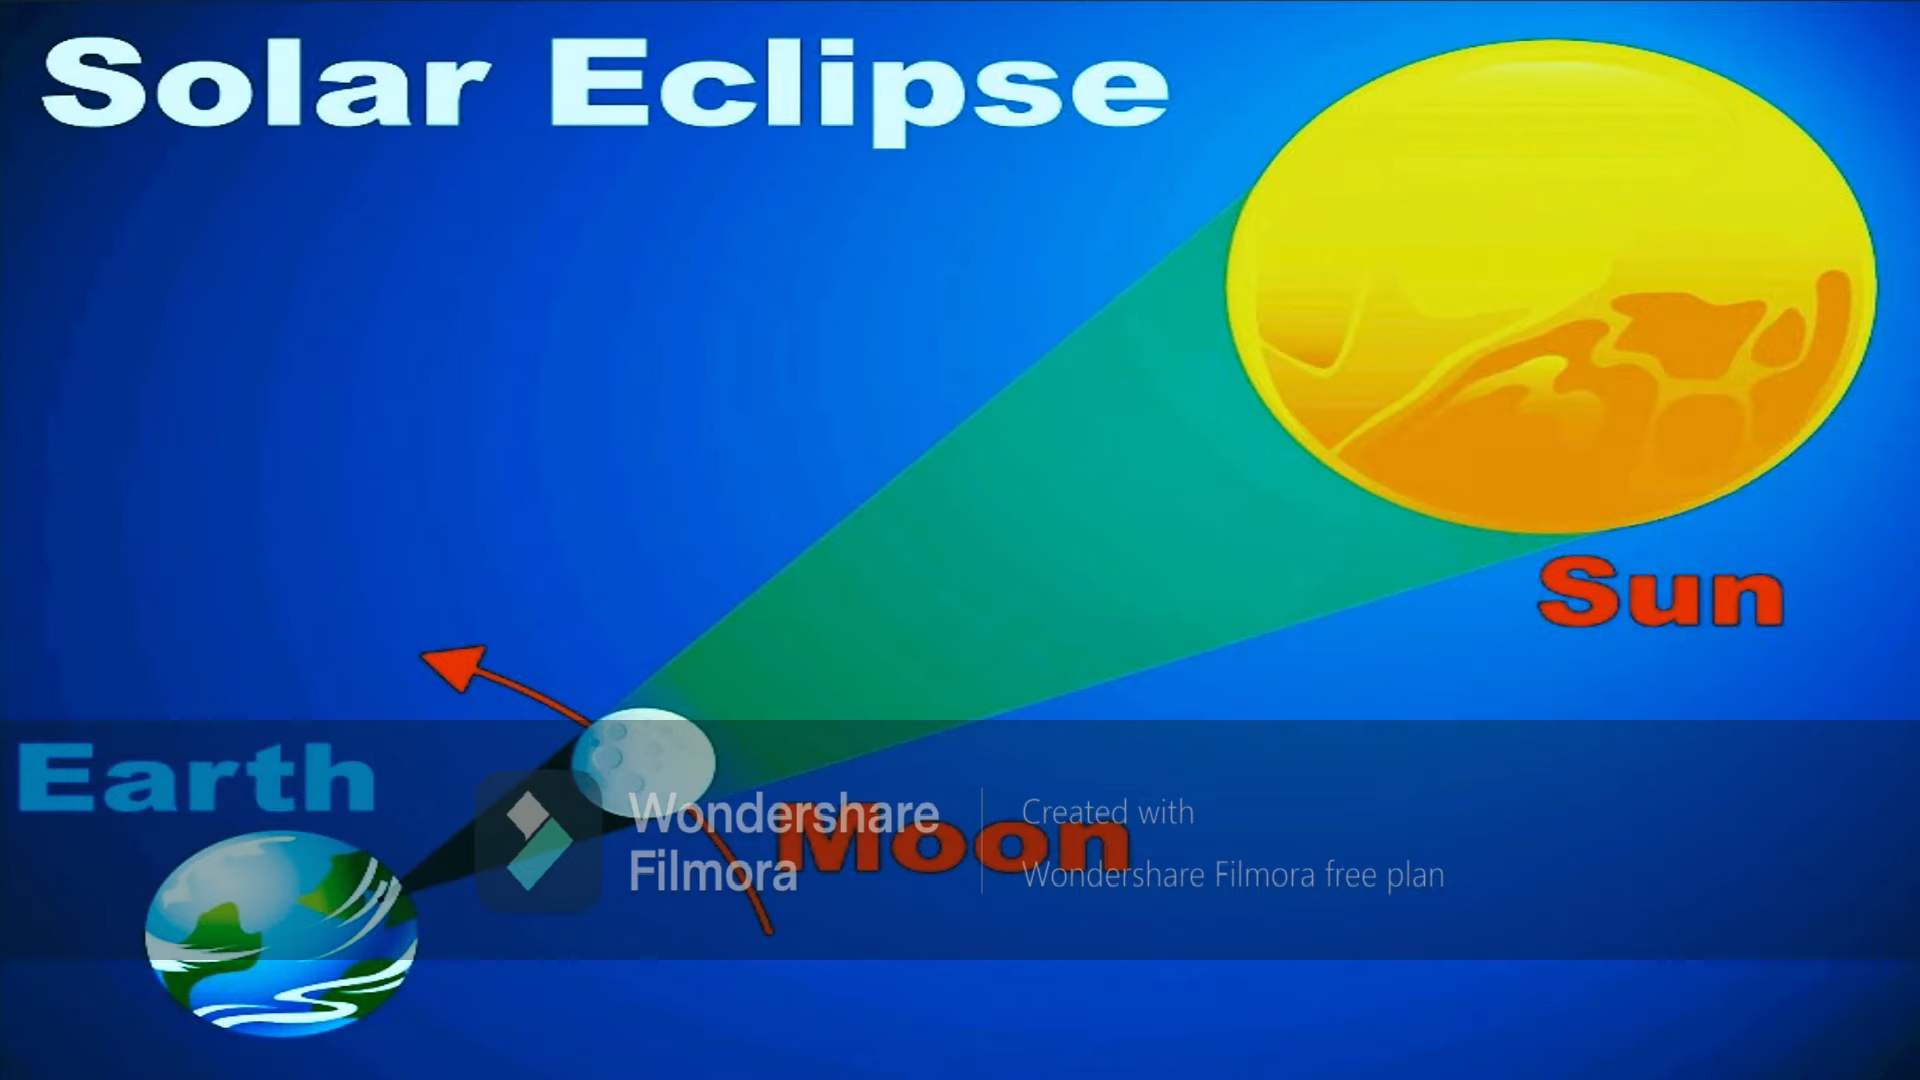 Solar Eclipse
Sun
Earth
Moon
Wondershare
Filmora
Created with
Wondershare Filmora free plan